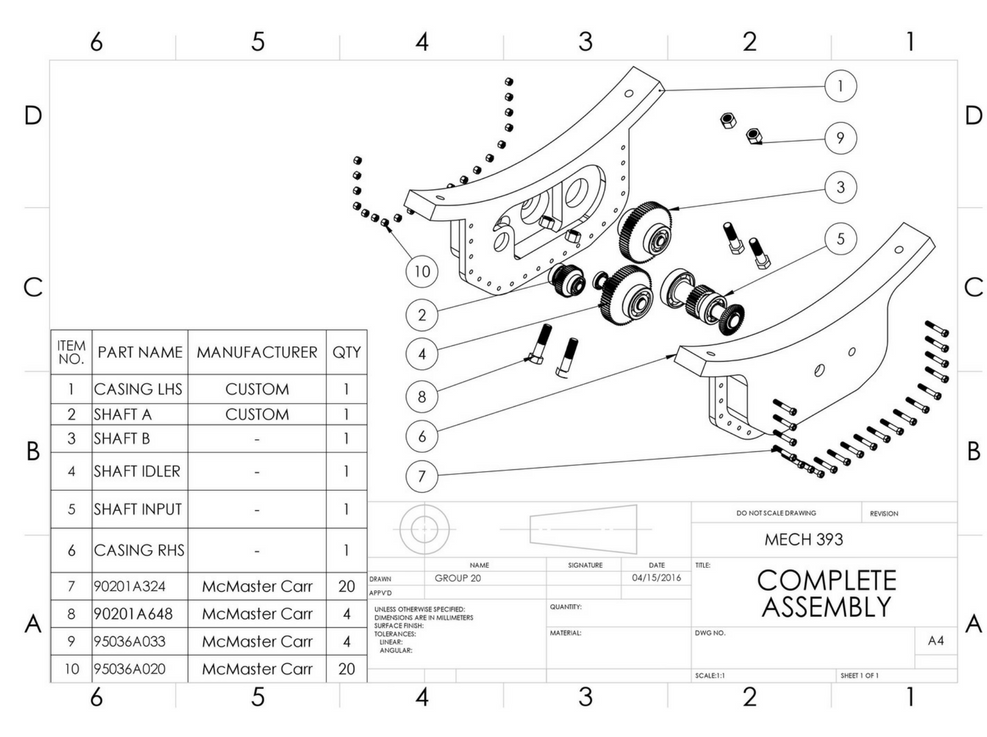 6 5 4 3 2 1
D D
C C
B B
A A
1
9
3
5
10
2
4
8
6
7
ITEM NO. PART NAME MANUFACTURER QTY
1 CASING LHS CUSTOM 1
2 SHAFT A CUSTOM 1
3 SHAFT B - 1
4 SHAFT IDLER - 1
5 SHAFT INPUT - 1
6 CASING RHS - 1
7 90201A324 McMaster Carr 20
8 90201A648 McMaster Carr 4
9 95036A033 McMaster Carr 4
10 95036A020 McMaster Carr 20
DO NOT SCALE DRAWING REVISION
MECH 393
NAME SIGNATURE DATE
DRAWN GROUP 20 04/15/2016
APPV'D
UNLESS OTHERWISE SPECIFIED:
DIMENSIONS ARE IN MILLIMETERS
SURFACE FINISH:
TOLERANCES:
LINEAR:
ANGULAR:
QUANTITY:
MATERIAL:
TITLE:
COMPLETE
ASSEMBLY
DWG NO.
A4
SCALE:1:1 SHEET 1 OF 1
6 5 4 3 2 1